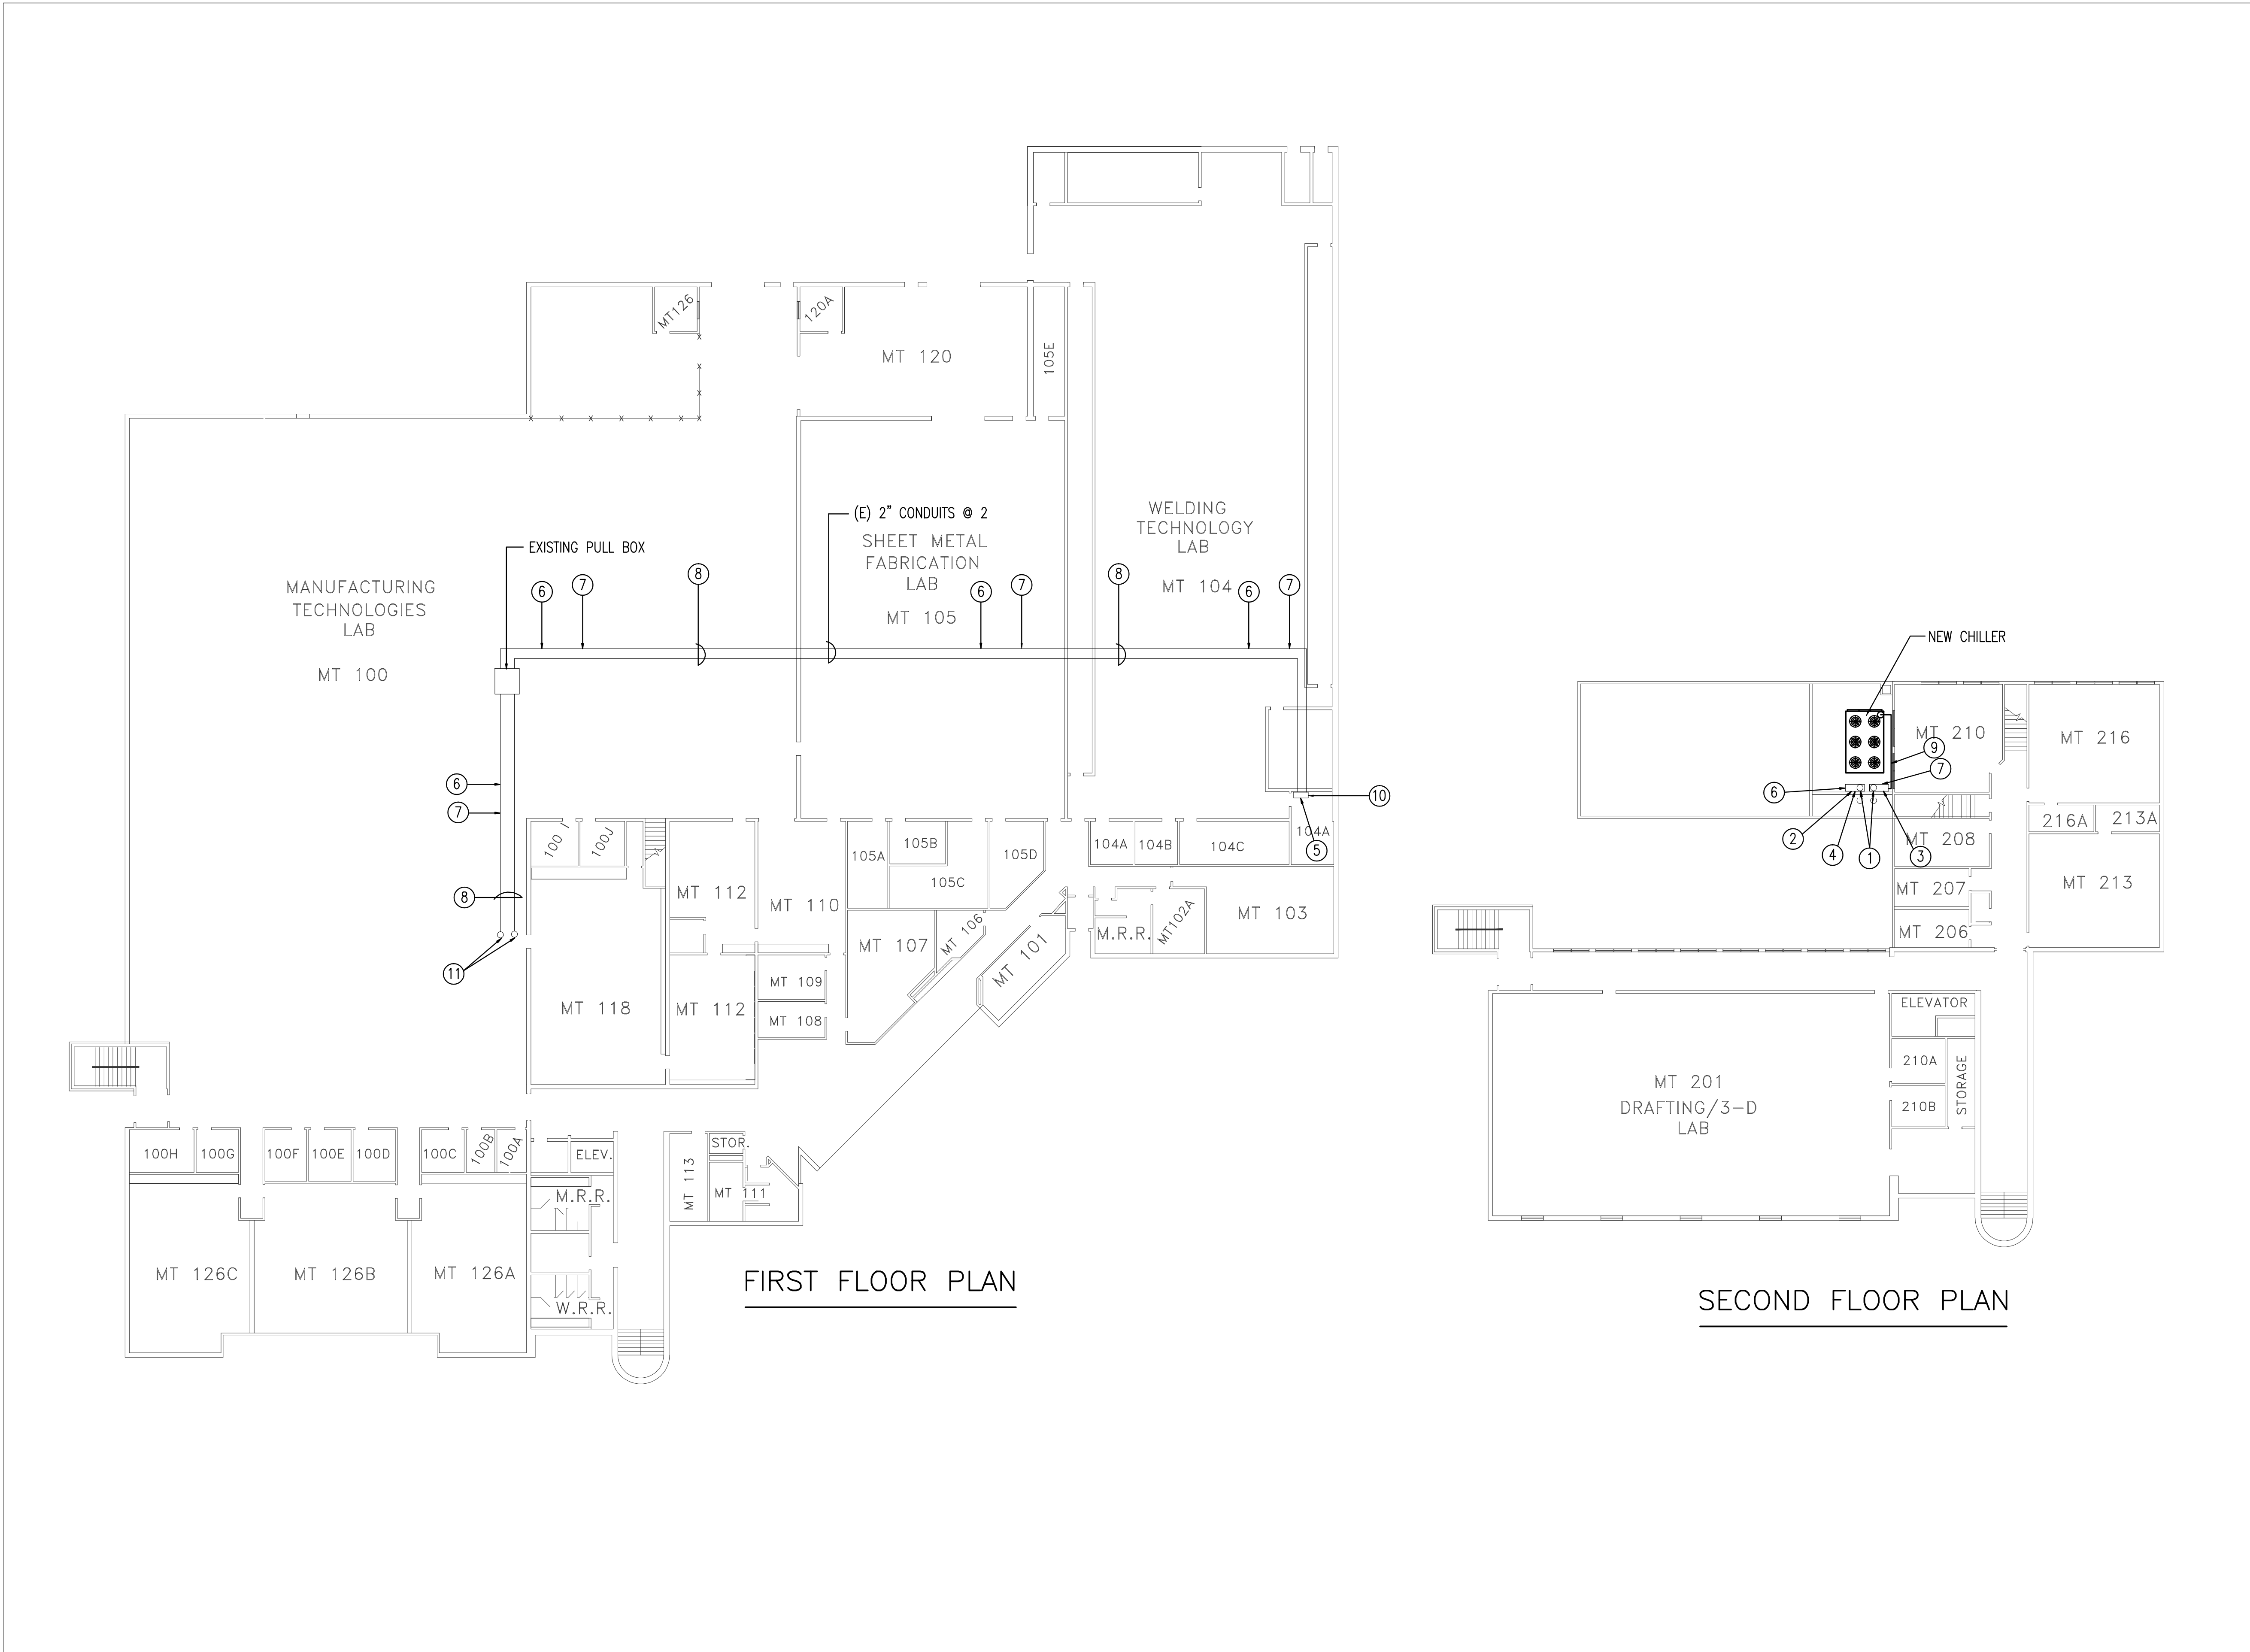 MT126
120A
MT 120
105E
(E) 2" CONDUITS @ 2
EXISTING PULL BOX
SHEET METAL
FABRICATION
LAB
MT 105
WELDING
TECHNOLOGY
LAB
MT 104
MANUFACTURING
TECHNOLOGIES
LAB
MT 100
6
7
8
6
7
8
6
7
6
7
8
11
10
5
100 I
100J
MT 112
MT 110
105A
105B
105C
105D
104A
104B
104C
104A
MT 118
MT 112
MT 109
MT 108
MT 107
MT 106
MT 101
M.R.R.
MT102A
MT 103
100H
100G
100F
100E
100D
100C
100B
100A
ELEV.
M.R.R.
W.R.R.
MT 113
STOR.
MT 111
MT 126C
MT 126B
MT 126A
FIRST FLOOR PLAN
NEW CHILLER
MT 210
MT 216
9
7
6
2
4
1
3
MT 208
216A
213A
MT 207
MT 213
MT 206
ELEVATOR
210A
210B
STORAGE
MT 201
DRAFTING/3-D
LAB
SECOND FLOOR PLAN